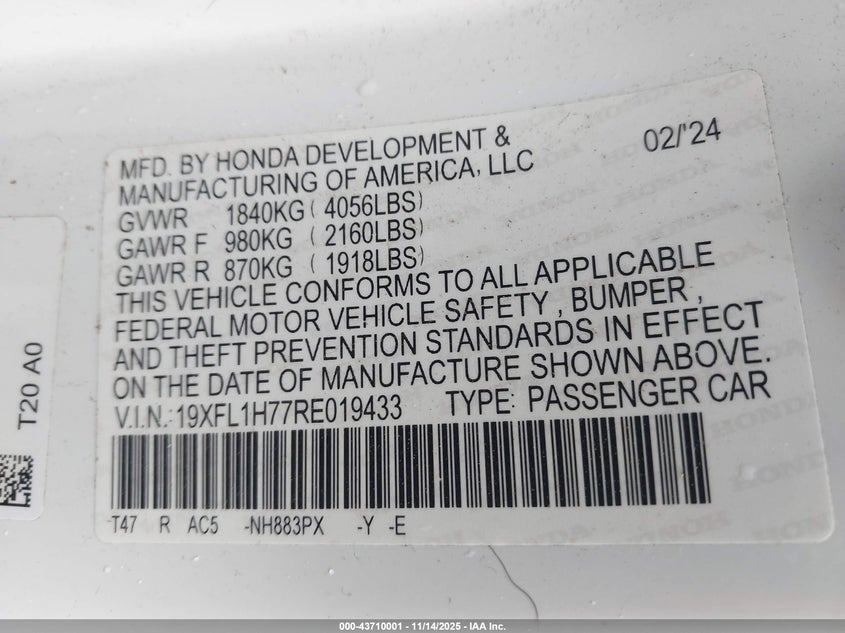 MFD. BY HONDA DEVELOPMENT & 02/'24
MANUFACTURING OF AMERICA, LLC
GVWR 1840KG ( 4056LBS)
GAWR F 980KG ( 2160LBS)
GAWR R 870KG ( 1918LBS)
THIS VEHICLE CONFORMS TO ALL APPLICABLE
FEDERAL MOTOR VEHICLE SAFETY , BUMPER ,
AND THEFT PREVENTION STANDARDS IN EFFECT
ON THE DATE OF MANUFACTURE SHOWN ABOVE.
V.I.N.:19XFL1H77RE019433 TYPE: PASSENGER CAR
T47 R AC5 -NH883PX -Y -E
T20 A0
000-43710001 - 11/14/2025 - IAA Inc.